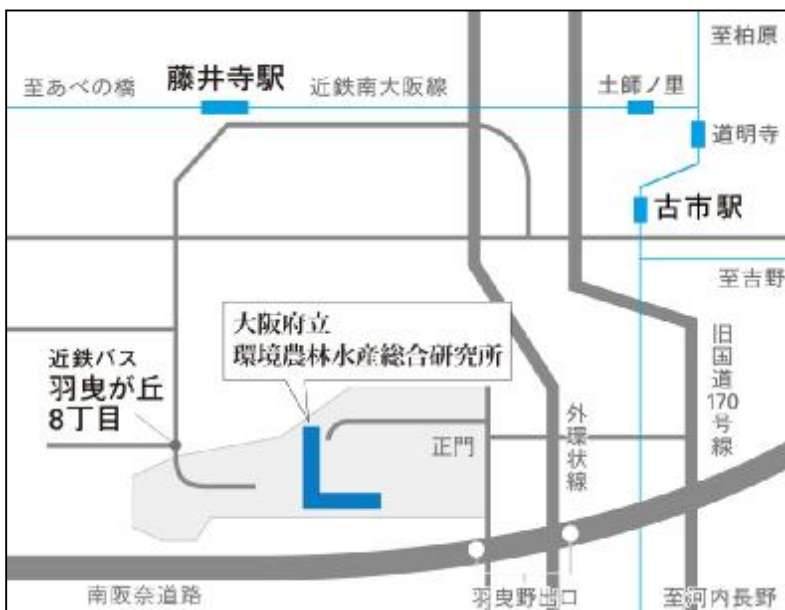 至柏原
藤井寺駅
至あべの橋
近鉄南大阪線
土師ノ里
道明寺
古市駅
至吉野
大阪府立
環境農林水産総合研究所
近鉄バス
羽曳が丘
8丁目
旧国道170号線
外環状線
正門
南阪奈道路
羽曳野出口
至河内長野